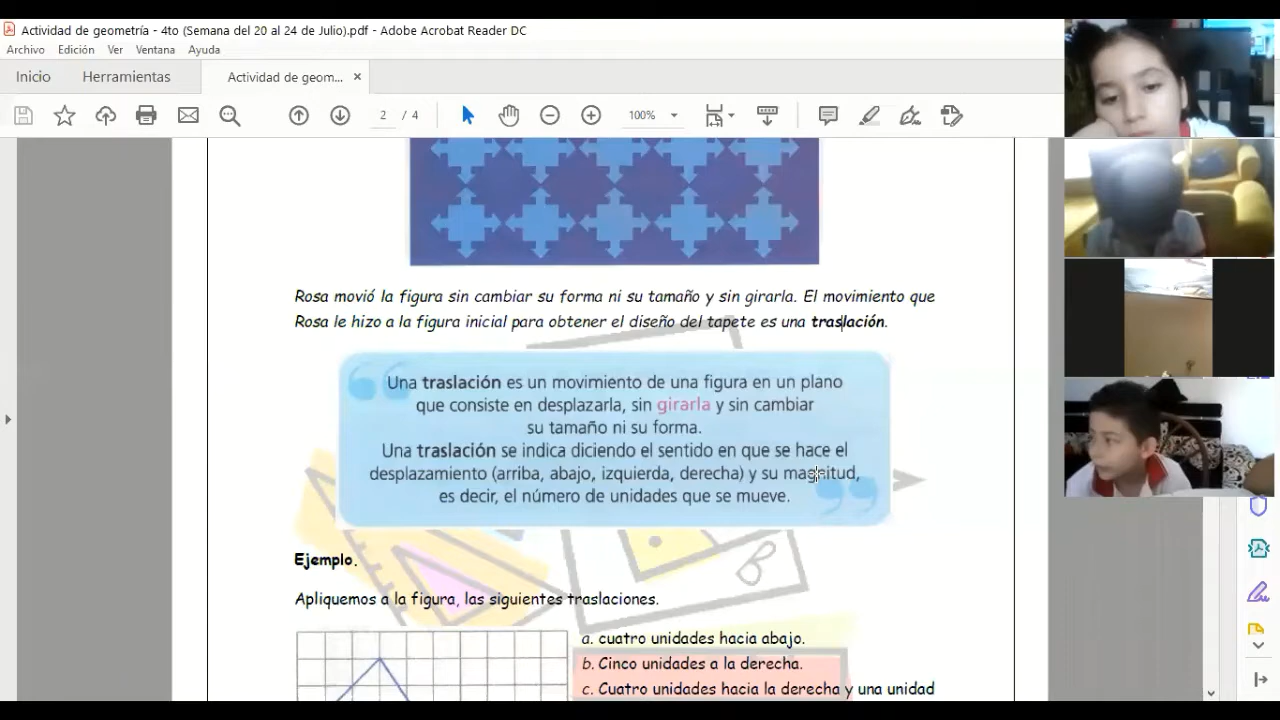 Actividad de geometría - 4to (Semana del 20 al 24 de Julio).pdf - Adobe Acrobat Reader DC
Archivo Edición Ver Ventana Ayuda
Inicio Herramientas Actividad de geom... ×
2 / 4 100%
Rosa movió la figura sin cambiar su forma ni su tamaño y sin girarla. El movimiento que
Rosa le hizo a la figura inicial para obtener el diseño del tapete es una traslación.
Una traslación es un movimiento de una figura en un plano
que consiste en desplazarla, sin girarla y sin cambiar
su tamaño ni su forma.
Una traslación se indica diciendo el sentido en que se hace el
desplazamiento (arriba, abajo, izquierda, derecha) y su magnitud,
es decir, el número de unidades que se mueve.
Ejemplo.
Apliquemos a la figura, las siguientes traslaciones.
a. cuatro unidades hacia abajo.
b. Cinco unidades a la derecha.
c. Cuatro unidades hacia la derecha y una unidad